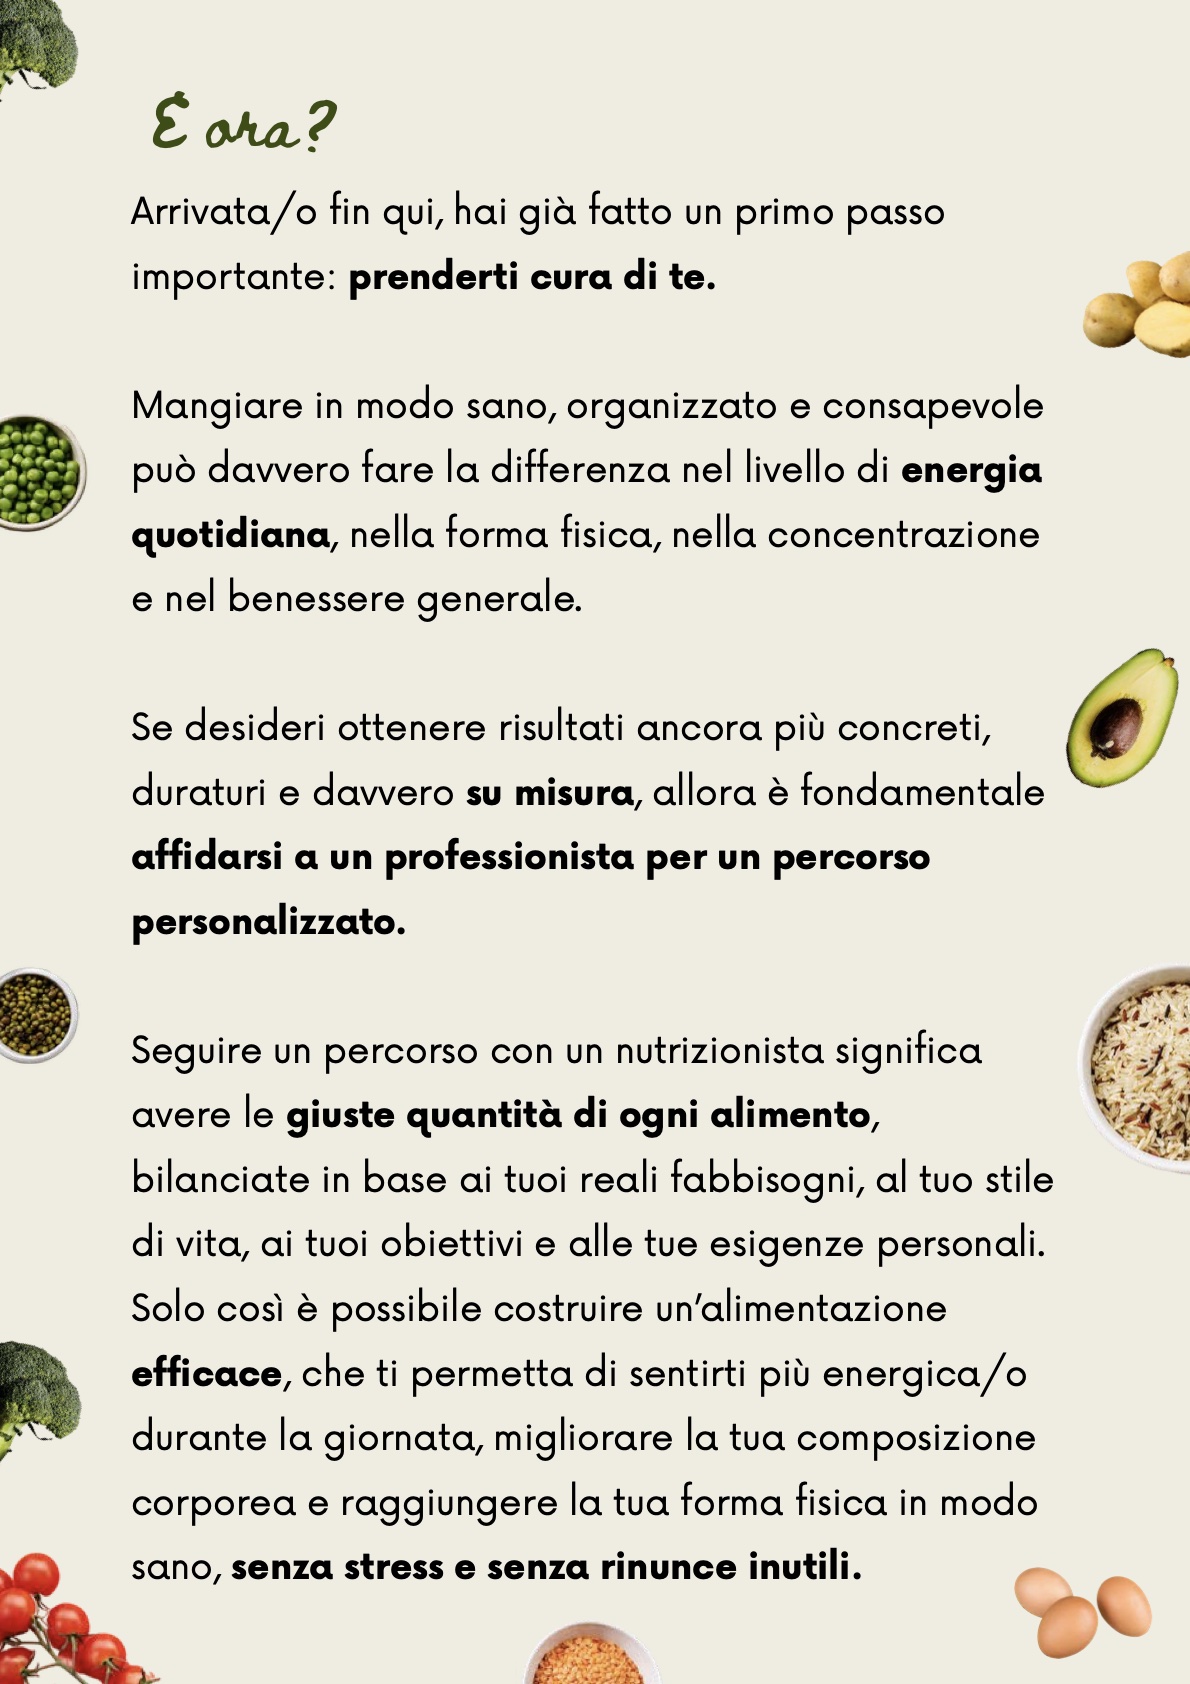 E ora?
Arrivata/o fin qui, hai già fatto un primo passo
importante: prenderti cura di te.
Mangiare in modo sano, organizzato e consapevole
può davvero fare la differenza nel livello di energia
quotidiana, nella forma fisica, nella concentrazione
e nel benessere generale.
Se desideri ottenere risultati ancora più concreti,
duraturi e davvero su misura, allora è fondamentale
affidarsi a un professionista per un percorso
personalizzato.
Seguire un percorso con un nutrizionista significa
avere le giuste quantità di ogni alimento,
bilanciate in base ai tuoi reali fabbisogni, al tuo stile
di vita, ai tuoi obiettivi e alle tue esigenze personali.
Solo così è possibile costruire un’alimentazione
efficace, che ti permetta di sentirti più energica/o
durante la giornata, migliorare la tua composizione
corporea e raggiungere la tua forma fisica in modo
sano, senza stress e senza rinunce inutili.